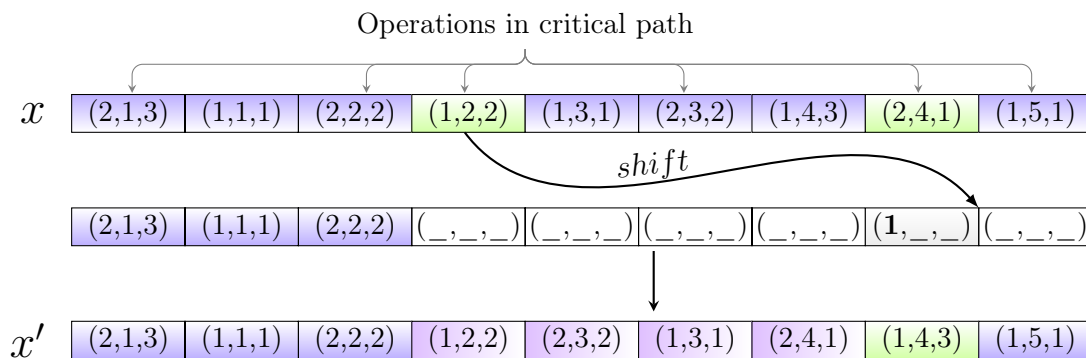 Operations in critical path
x (2,1,3) (1,1,1) (2,2,2) (1,2,2) (1,3,1) (2,3,2) (1,4,3) (2,4,1) (1,5,1)
shift
(2,1,3) (1,1,1) (2,2,2) (_,_,_) (_,_,_) (_,_,_) (_,_,_) (1,_,_) (_,_,_)
x′ (2,1,3) (1,1,1) (2,2,2) (1,2,2) (2,3,2) (1,3,1) (2,4,1) (1,4,3) (1,5,1)